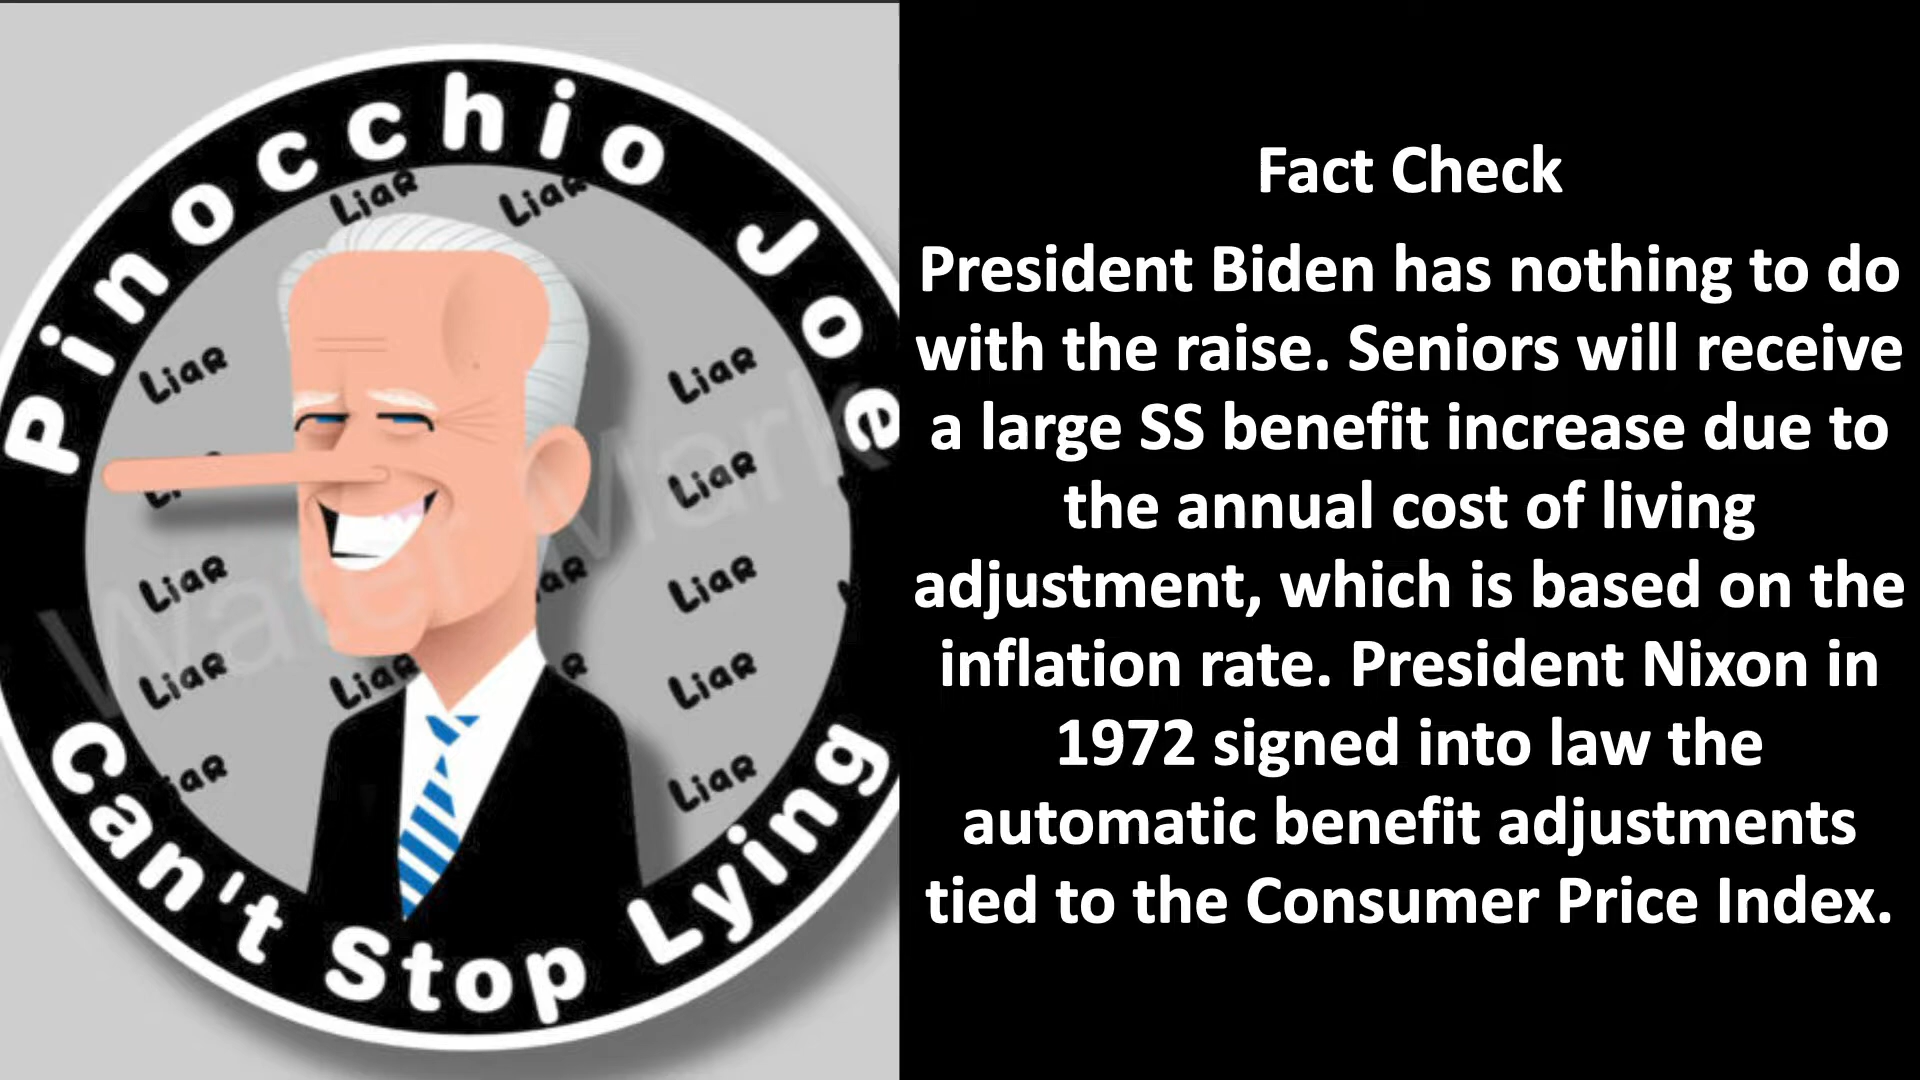 Pinocchio Joe
Liar Liar
Liar Liar
Liar
Liar Liar
Liar Liar Liar
Liar
Can't Stop Lying
Water Mark
Fact Check
President Biden has nothing to do
with the raise. Seniors will receive
a large SS benefit increase due to
the annual cost of living
adjustment, which is based on the
inflation rate. President Nixon in
1972 signed into law the
automatic benefit adjustments
tied to the Consumer Price Index.